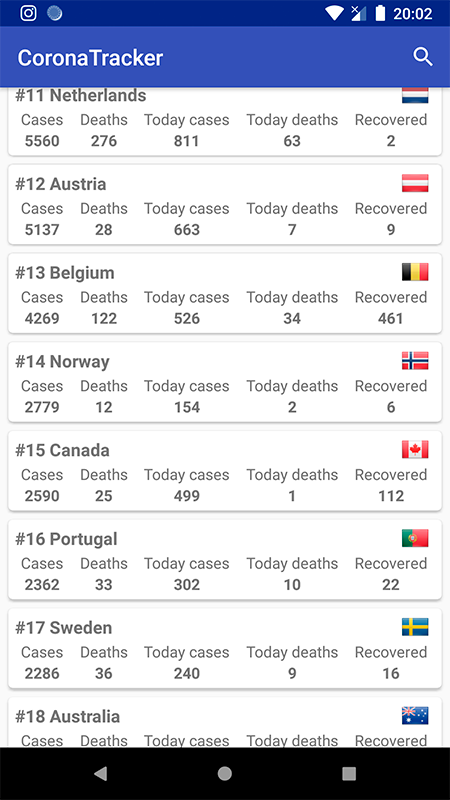 20:02
CoronaTracker
#11 Netherlands
Cases Deaths Today cases Today deaths Recovered
5560 276 811 63 2
#12 Austria
Cases Deaths Today cases Today deaths Recovered
5137 28 663 7 9
#13 Belgium
Cases Deaths Today cases Today deaths Recovered
4269 122 526 34 461
#14 Norway
Cases Deaths Today cases Today deaths Recovered
2779 12 154 2 6
#15 Canada
Cases Deaths Today cases Today deaths Recovered
2590 25 499 1 112
#16 Portugal
Cases Deaths Today cases Today deaths Recovered
2362 33 302 10 22
#17 Sweden
Cases Deaths Today cases Today deaths Recovered
2286 36 240 9 16
#18 Australia
Cases Deaths Today cases Today deaths Recovered